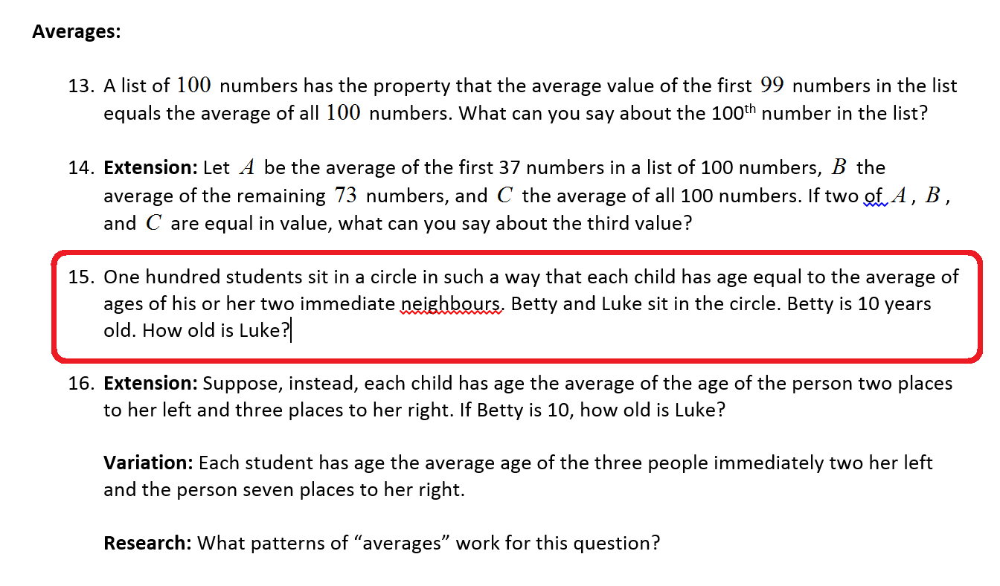 Averages:
13. A list of 100 numbers has the property that the average value of the first 99 numbers in the list
equals the average of all 100 numbers. What can you say about the 100th number in the list?
14. Extension: Let A be the average of the first 37 numbers in a list of 100 numbers, B the
average of the remaining 73 numbers, and C the average of all 100 numbers. If two of A, B,
and C are equal in value, what can you say about the third value?
15. One hundred students sit in a circle in such a way that each child has age equal to the average of
ages of his or her two immediate neighbours. Betty and Luke sit in the circle. Betty is 10 years
old. How old is Luke?
16. Extension: Suppose, instead, each child has age the average of the age of the person two places
to her left and three places to her right. If Betty is 10, how old is Luke?
Variation: Each student has age the average age of the three people immediately two her left
and the person seven places to her right.
Research: What patterns of “averages” work for this question?